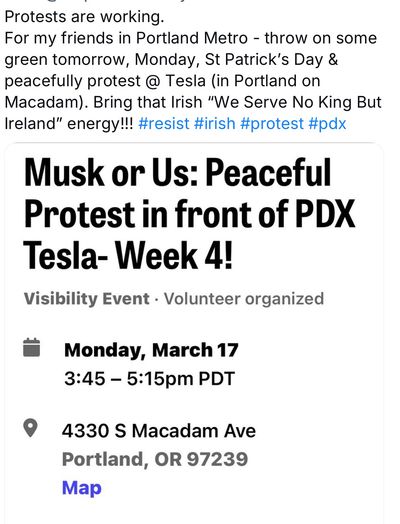 Protests are working.
For my friends in Portland Metro - throw on some
green tomorrow, Monday, St Patrick’s Day &
peacefully protest @ Tesla (in Portland on
Macadam). Bring that Irish “We Serve No King But
Ireland” energy!!! #resist #irish #protest #pdx
Musk or Us: Peaceful
Protest in front of PDX
Tesla- Week 4!
Visibility Event · Volunteer organized
Monday, March 17
3:45 – 5:15pm PDT
4330 S Macadam Ave
Portland, OR 97239
Map